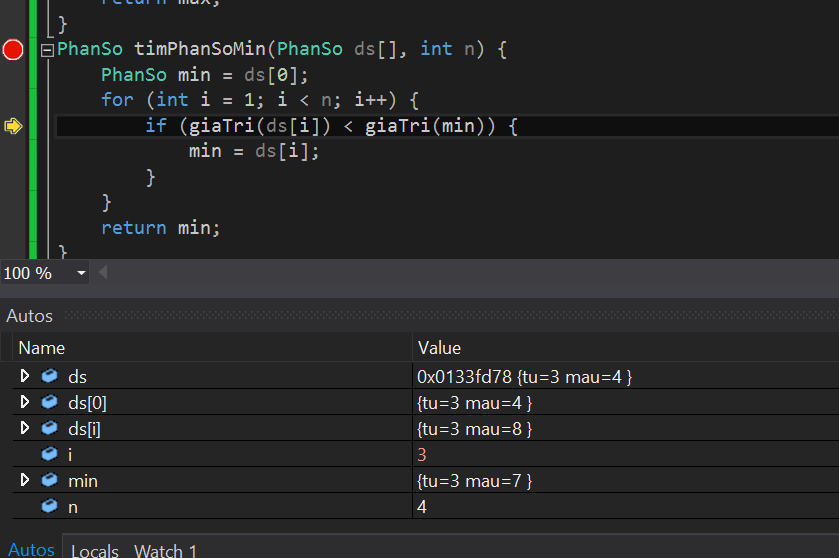 return max;
}
PhanSo timPhanSoMin(PhanSo ds[], int n) {
PhanSo min = ds[0];
for (int i = 1; i < n; i++) {
if (giaTri(ds[i]) < giaTri(min)) {
min = ds[i];
}
}
return min;
}
100 %
Autos
Name Value
ds 0x0133fd78 {tu=3 mau=4 }
ds[0] {tu=3 mau=4 }
ds[i] {tu=3 mau=8 }
i 3
min {tu=3 mau=7 }
n 4
Autos Locals Watch 1